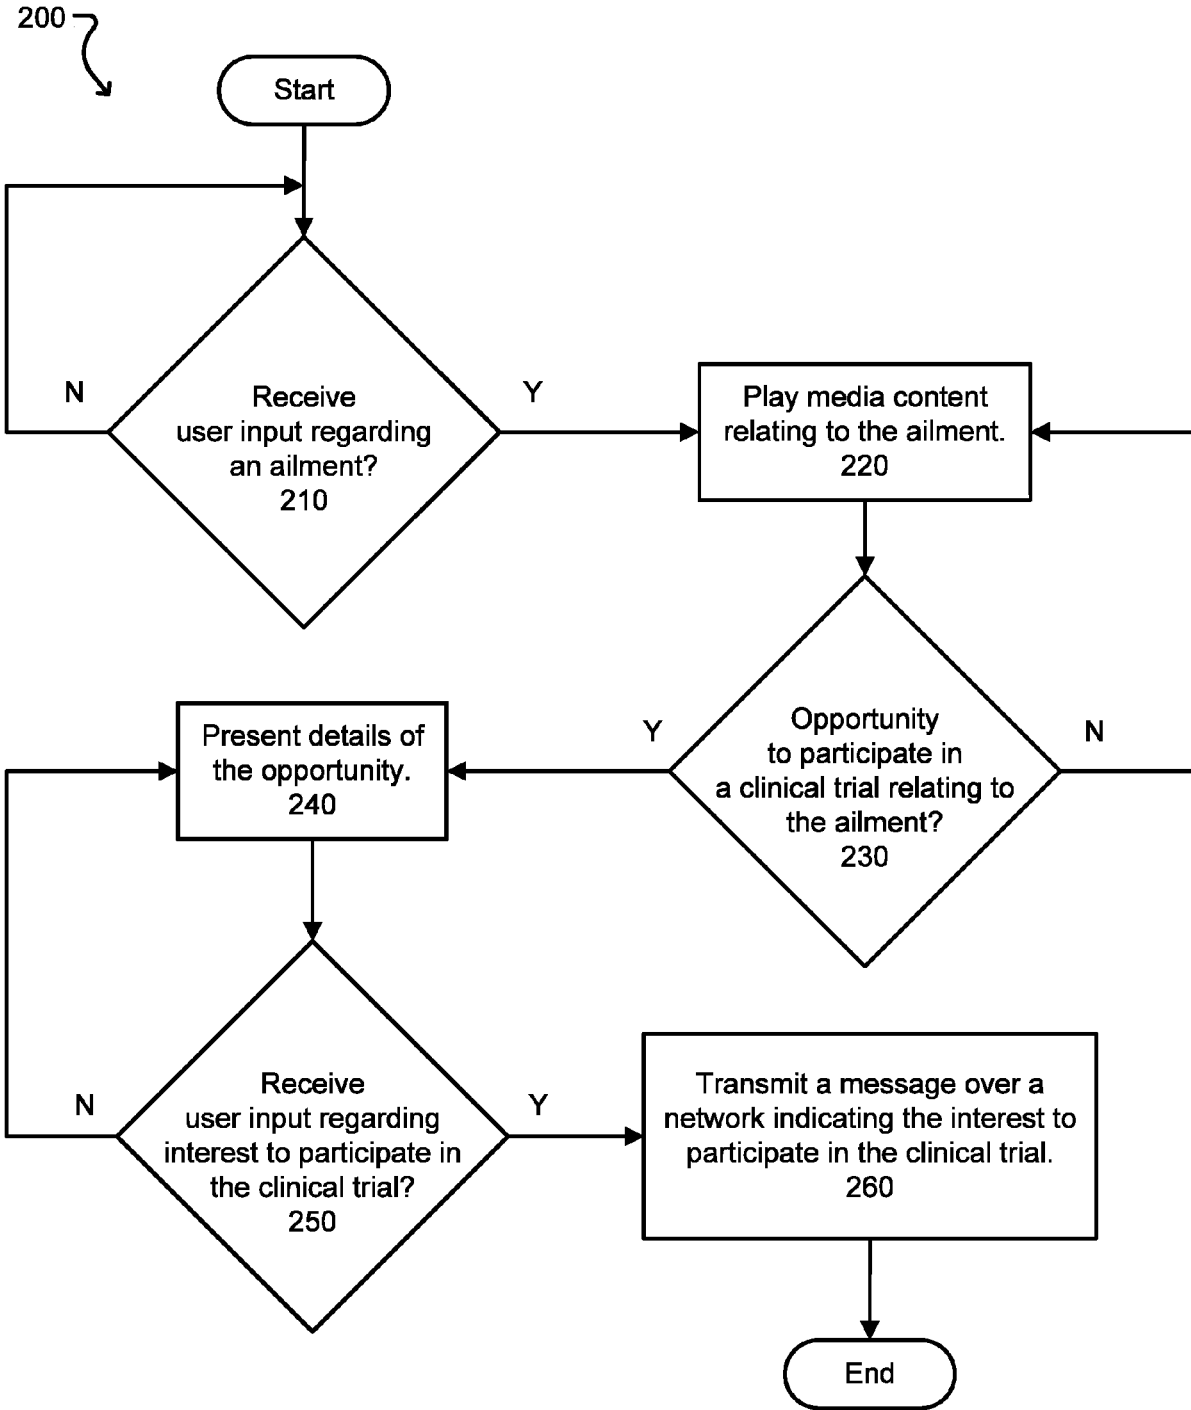 200
Start
N
Receive
user input regarding
an ailment?
210
Y
Play media content
relating to the ailment.
220
Opportunity
to participate in
a clinical trial relating to
the ailment?
230
Y
N
Present details of
the opportunity.
240
N
Receive
user input regarding
interest to participate in
the clinical trial?
250
Y
Transmit a message over a
network indicating the interest to
participate in the clinical trial.
260
End